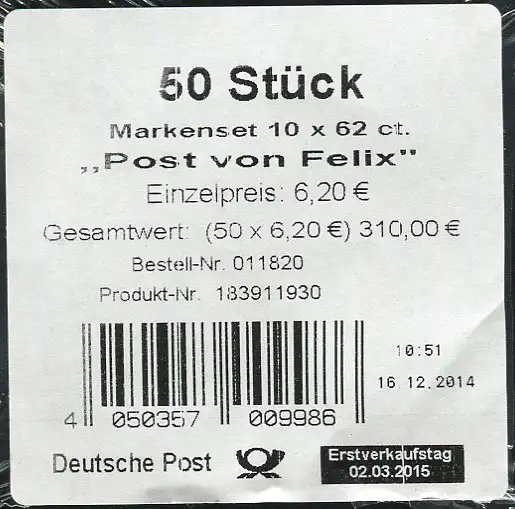 50 Stück
Markenset 10 x 62 ct.
„Post von Felix"
Einzelpreis: 6,20 €
Gesamtwert: (50 x 6,20 €) 310,00 €
Bestell-Nr. 011820
Produkt-Nr. 183911930
10:51
16.12.2014
4 050357 009986
Deutsche Post
Erstverkaufstag
02.03.2015